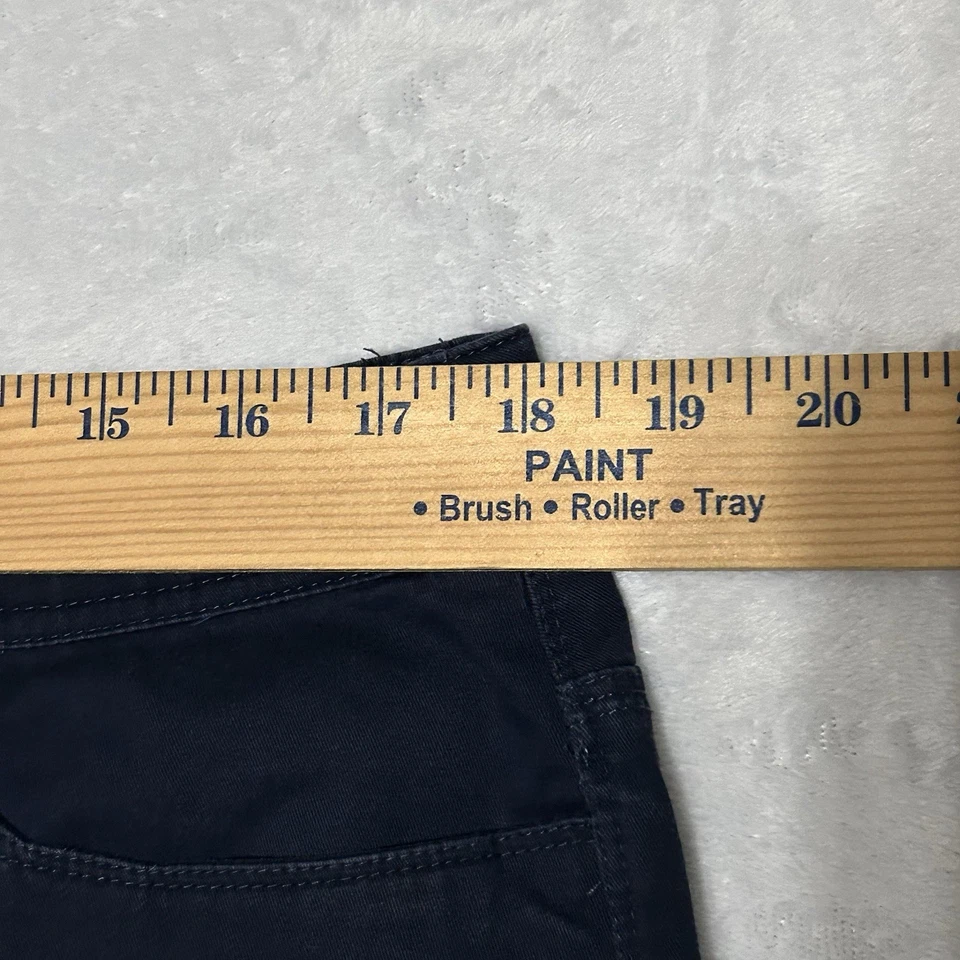 15 16 17 18 19 20
PAINT
• Brush • Roller • Tray